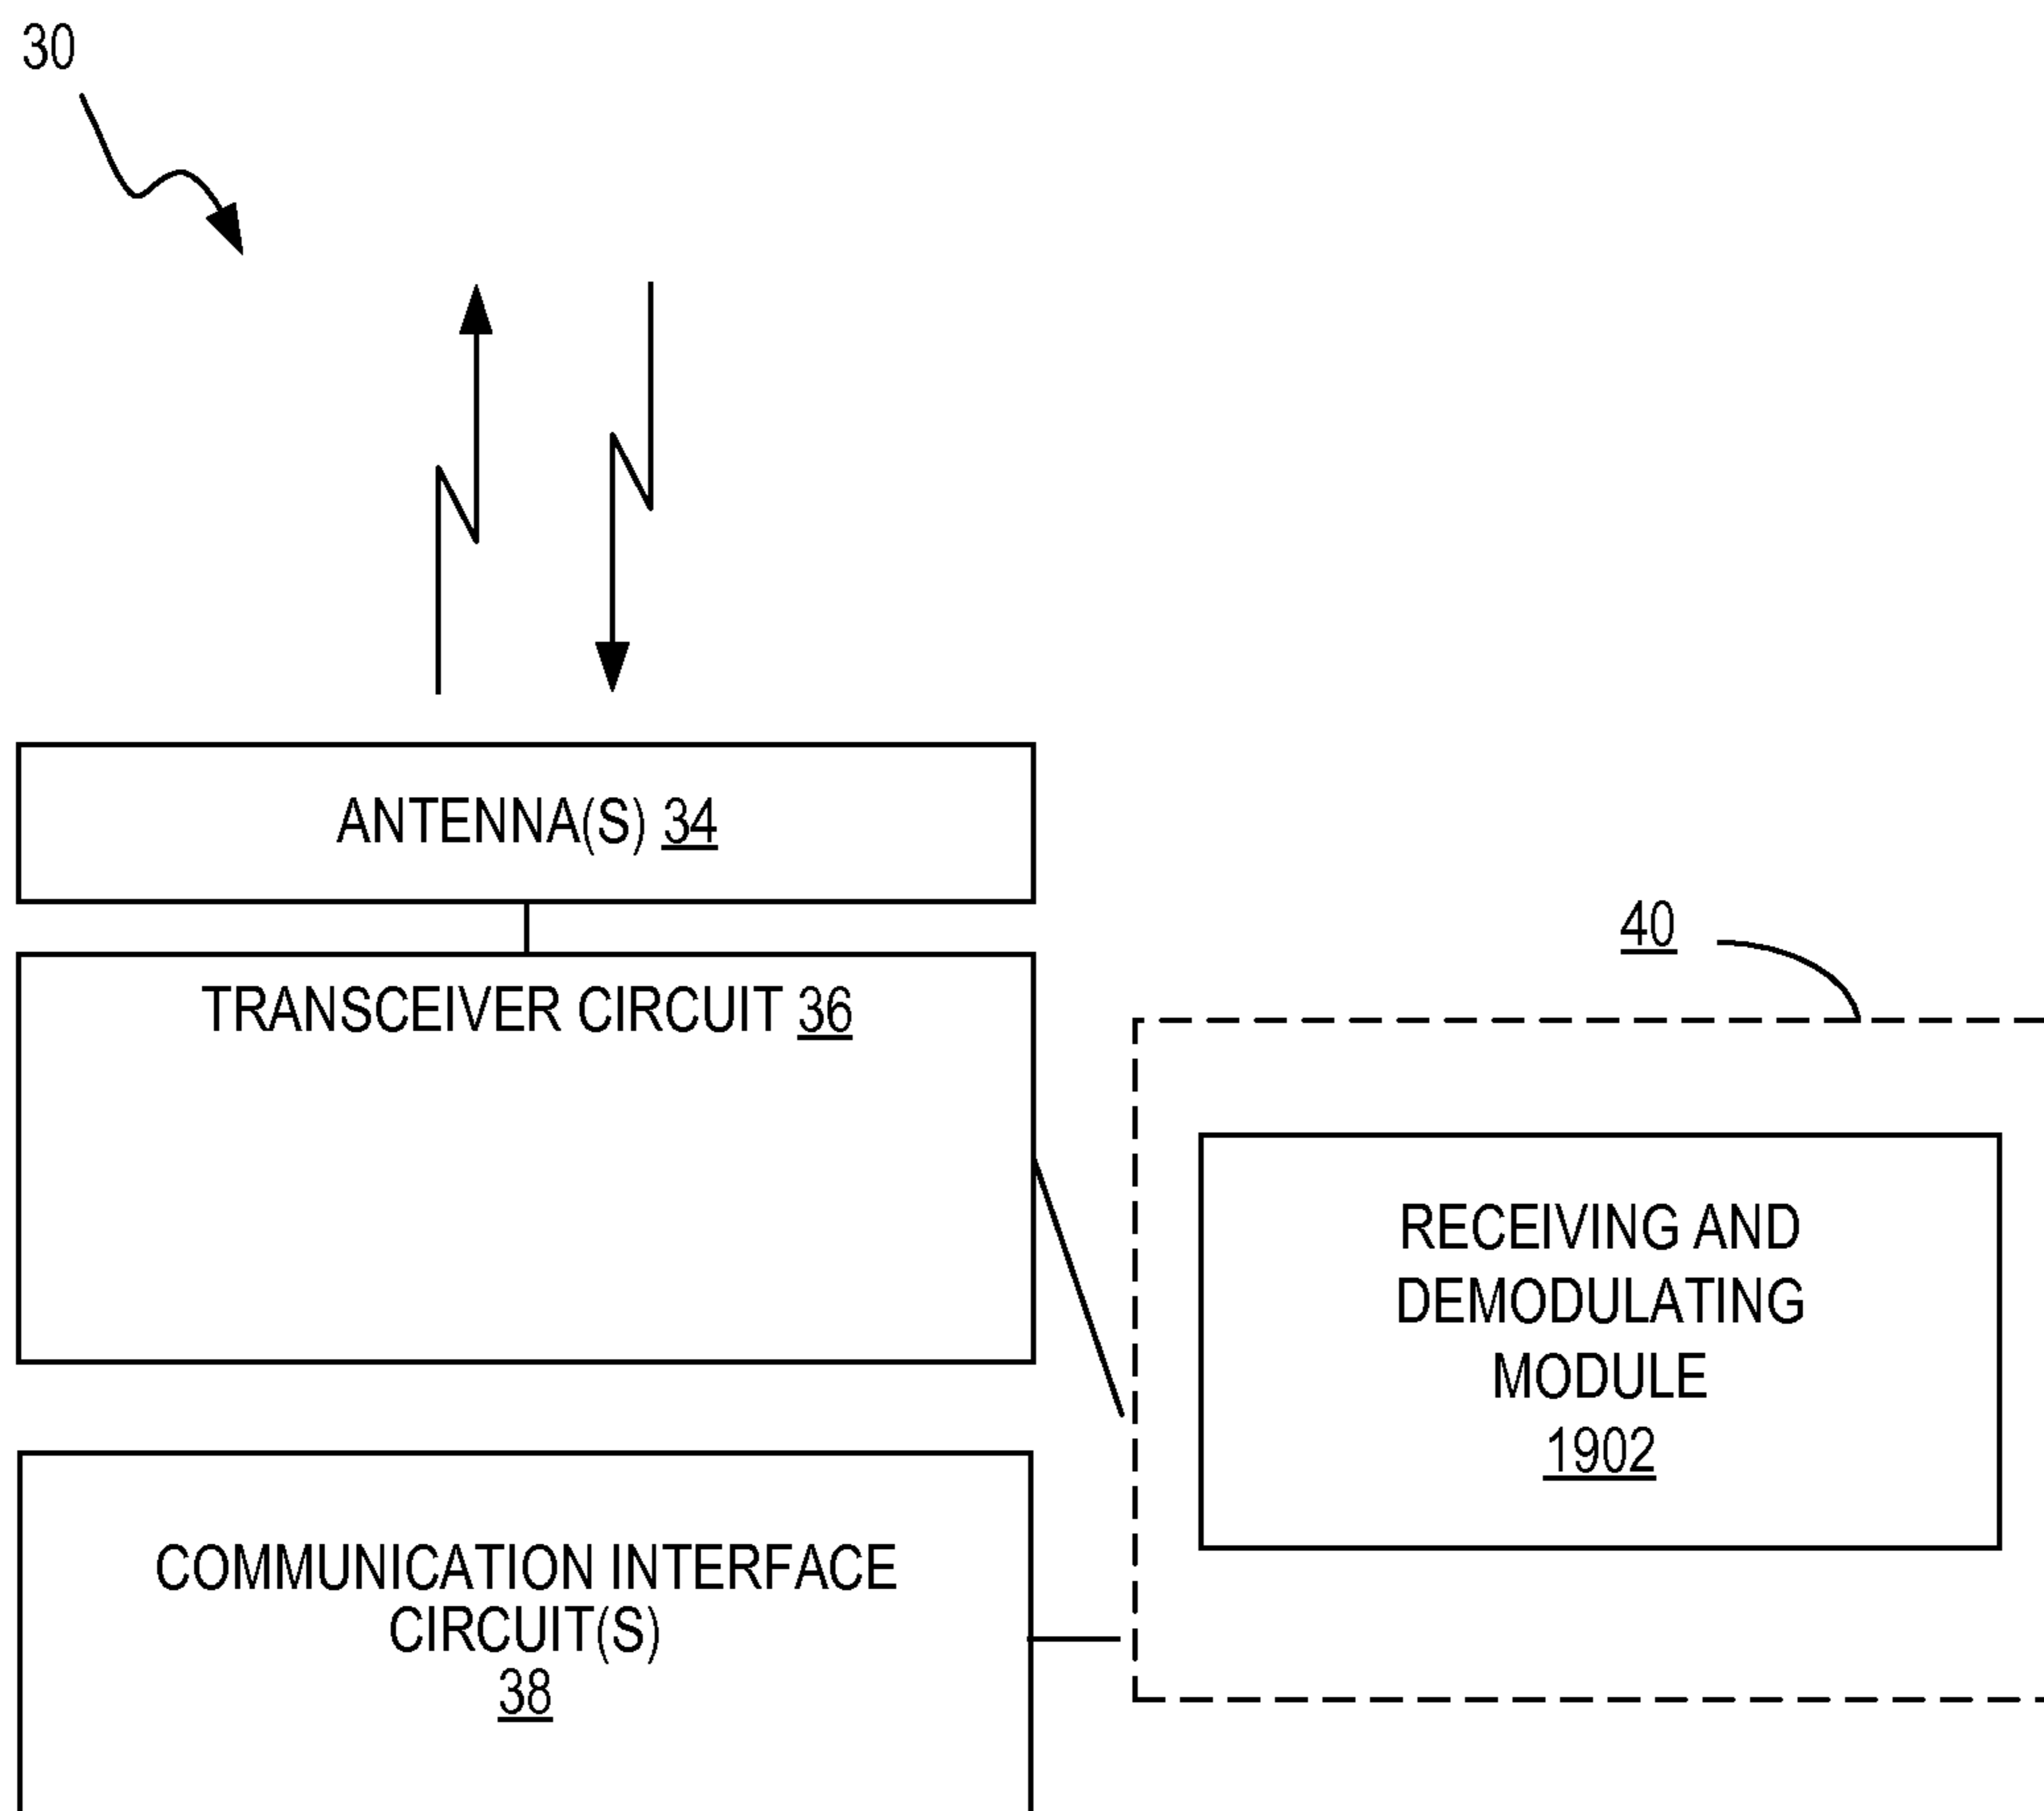 30
ANTENNA(S) 34
TRANSCEIVER CIRCUIT 36
40
RECEIVING AND
DEMODULATING
MODULE
1902
COMMUNICATION INTERFACE
CIRCUIT(S)
38